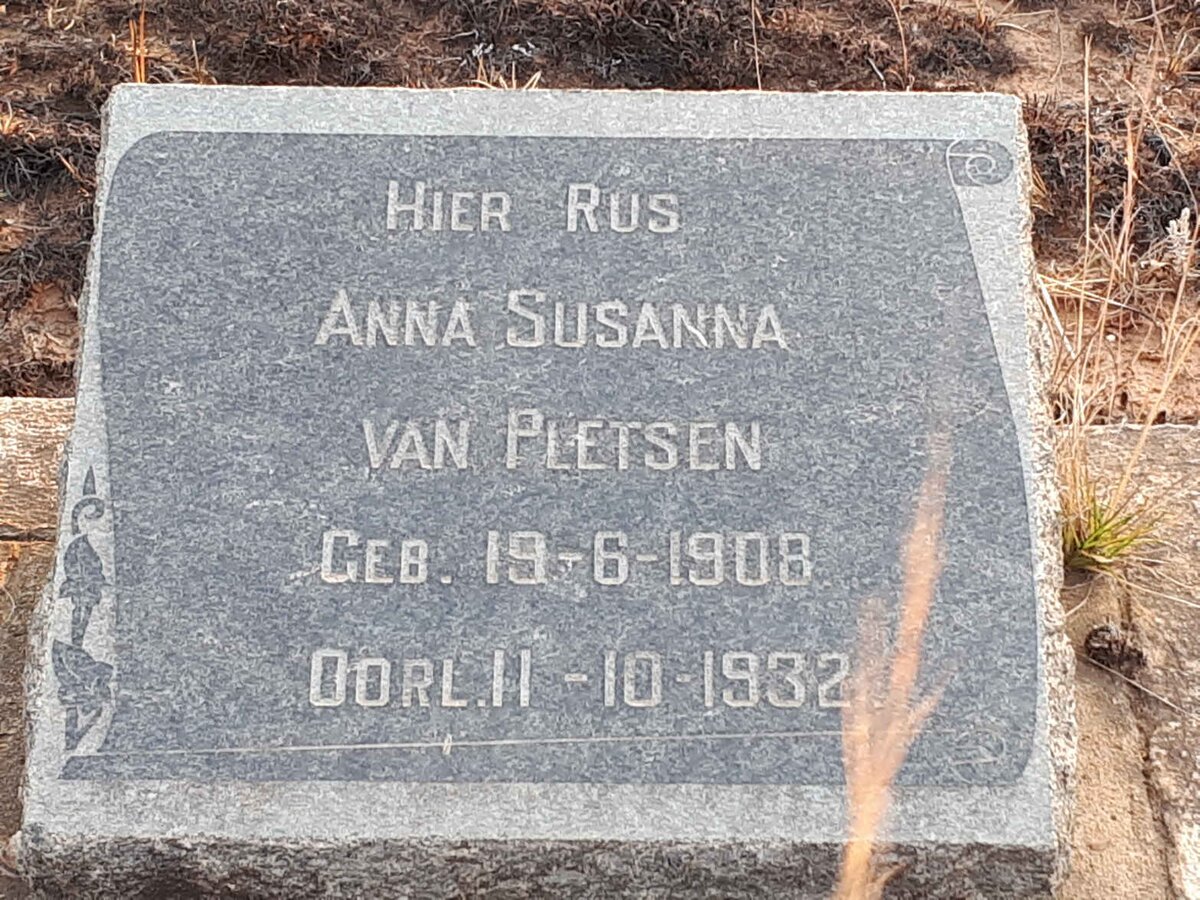 HIER RUS
ANNA SUSANNA
VAN PLETSEN
GEB. 19-6-1908
OORL. 11-10-1932